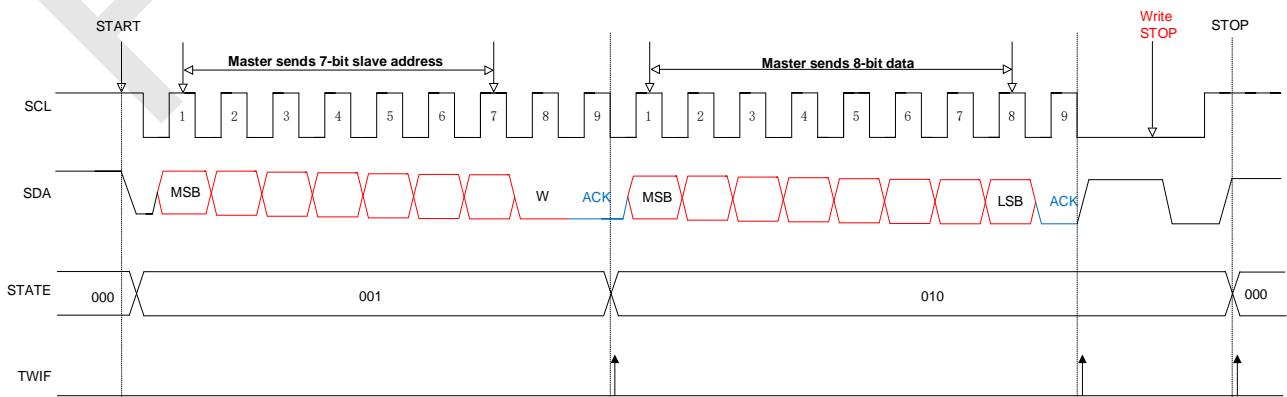 START
Write
STOP
STOP
Master sends 7-bit slave address
Master sends 8-bit data
SCL
1 2 3 4 5 6 7 8 9 1 2 3 4 5 6 7 8 9
SDA
MSB W ACK MSB LSB ACK
STATE
000 001 010 000
TWIF